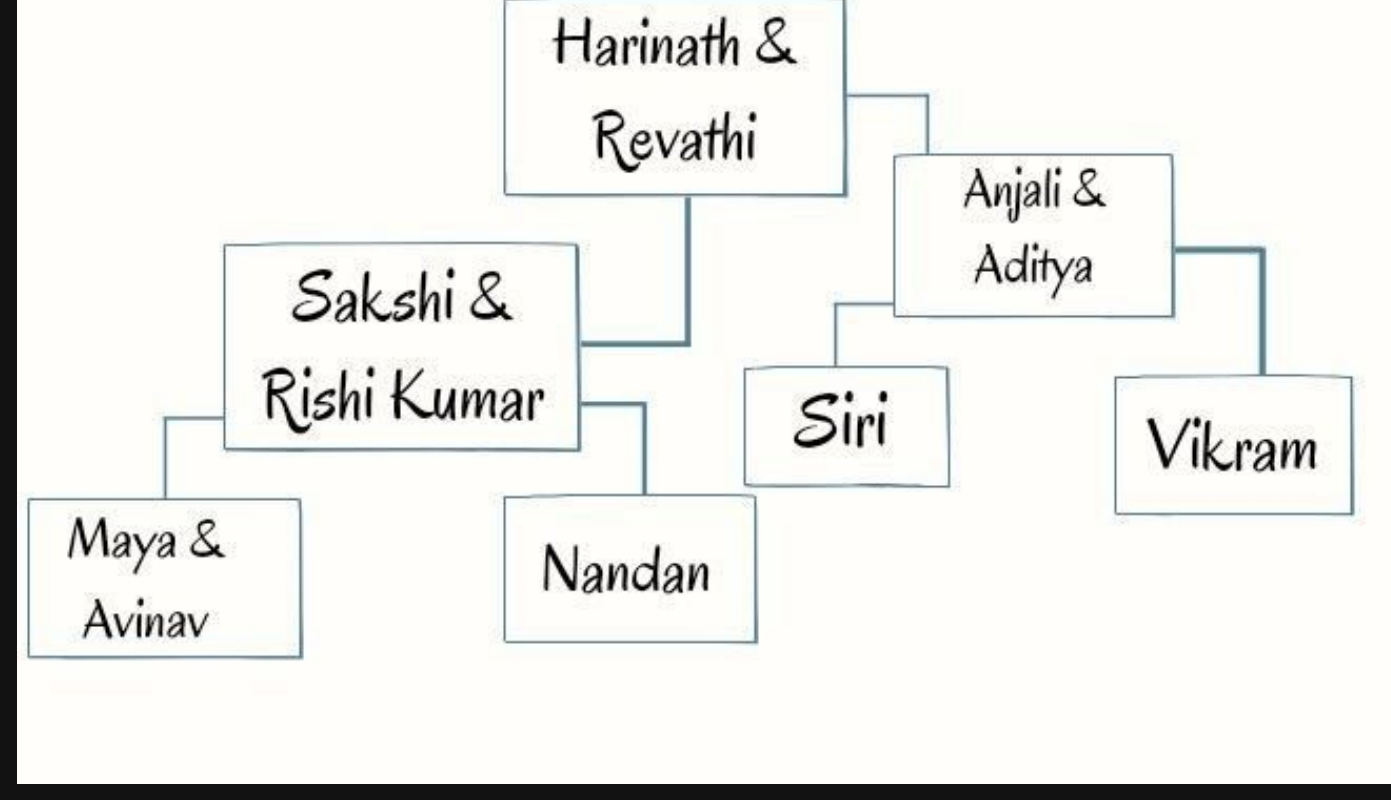 Harinath &
Revathi
Anjali &
Aditya
Sakshi &
Rishi Kumar
Siri
Vikram
Maya &
Avinav
Nandan